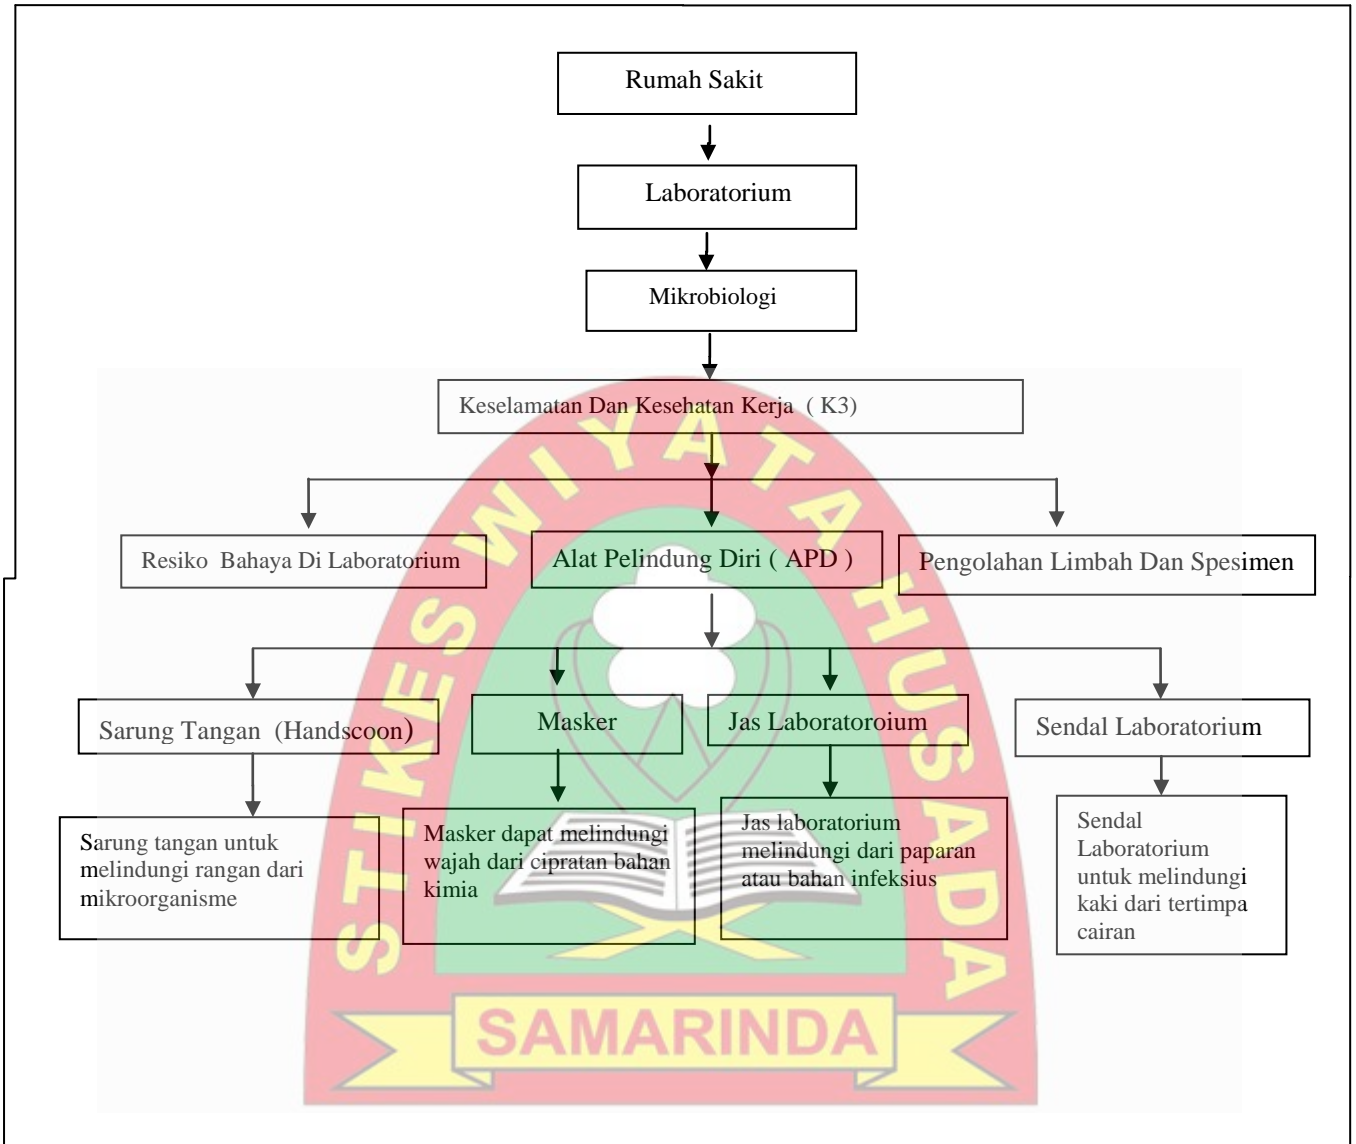 Rumah Sakit
Laboratorium
Mikrobiologi
Keselamatan Dan Kesehatan Kerja ( K3)
Resiko Bahaya Di Laboratorium
Alat Pelindung Diri ( APD )
Pengolahan Limbah Dan Spesimen
Sarung Tangan (Handscoon)
Masker
Jas Laboratoroium
Sendal Laboratorium
Sarung tangan untuk
melindungi rangan dari
mikroorganisme
Masker dapat melindungi
wajah dari cipratan bahan
kimia
Jas laboratorium
melindungi dari paparan
atau bahan infeksius
Sendal
Laboratorium
untuk melindungi
kaki dari tertimpa
cairan
STIKES WIYATA HUSADA
SAMARINDA